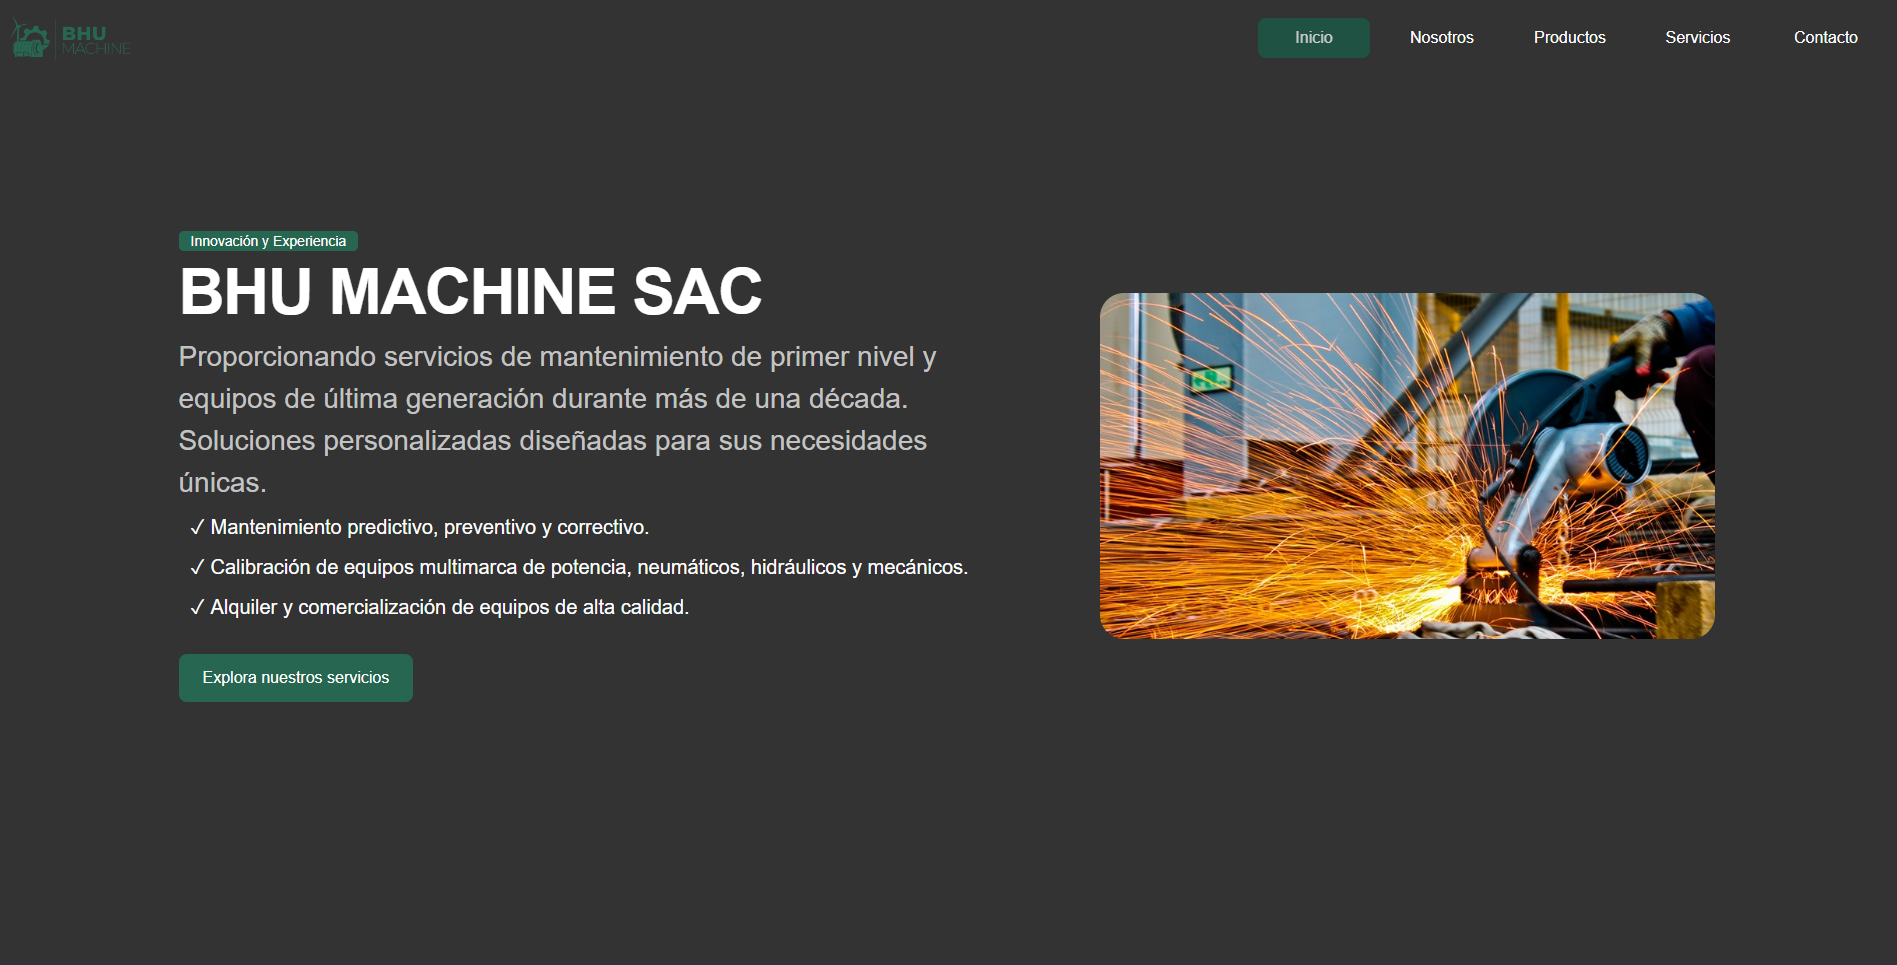 BHU
MACHINE
Inicio
Nosotros
Productos
Servicios
Contacto
Innovación y Experiencia
BHU MACHINE SAC
Proporcionando servicios de mantenimiento de primer nivel y
equipos de última generación durante más de una década.
Soluciones personalizadas diseñadas para sus necesidades
únicas.
✓ Mantenimiento predictivo, preventivo y correctivo.
✓ Calibración de equipos multimarca de potencia, neumáticos, hidráulicos y mecánicos.
✓ Alquiler y comercialización de equipos de alta calidad.
Explora nuestros servicios